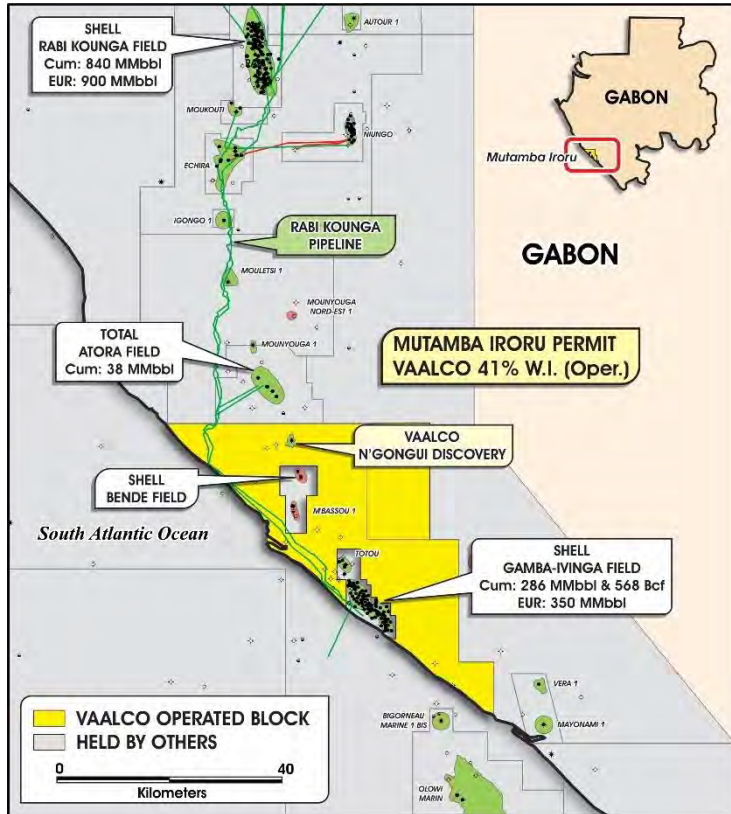 SHELL
RABI KOUNGA FIELD
Cum: 840 MMbbl
EUR: 900 MMbbl
AUTOUR 1
GABON
Mutamba Iroru
MOUKOUTI
NIUNGO
ECHIRA
IGONGO 1
RABI KOUNGA
PIPELINE
GABON
MOULETSI 1
MOUNYOUGA
NORD-EST 1
TOTAL
ATORA FIELD
Cum: 38 MMbbl
MOUNYOUGA 1
MUTAMBA IRORU PERMIT
VAALCO 41% W.I. (Oper.)
VAALCO
N'GONGUI DISCOVERY
SHELL
BENDE FIELD
M'BASSOU 1
South Atlantic Ocean
TOTOU
SHELL
GAMBA-IVINGA FIELD
Cum: 286 MMbbl & 568 Bcf
EUR: 350 MMbbl
VERA 1
MAYONAMI 1
BIGORNEAU
MARINE 1 BIS
OLOWI
MARIN
VAALCO OPERATED BLOCK
HELD BY OTHERS
0 40
Kilometers